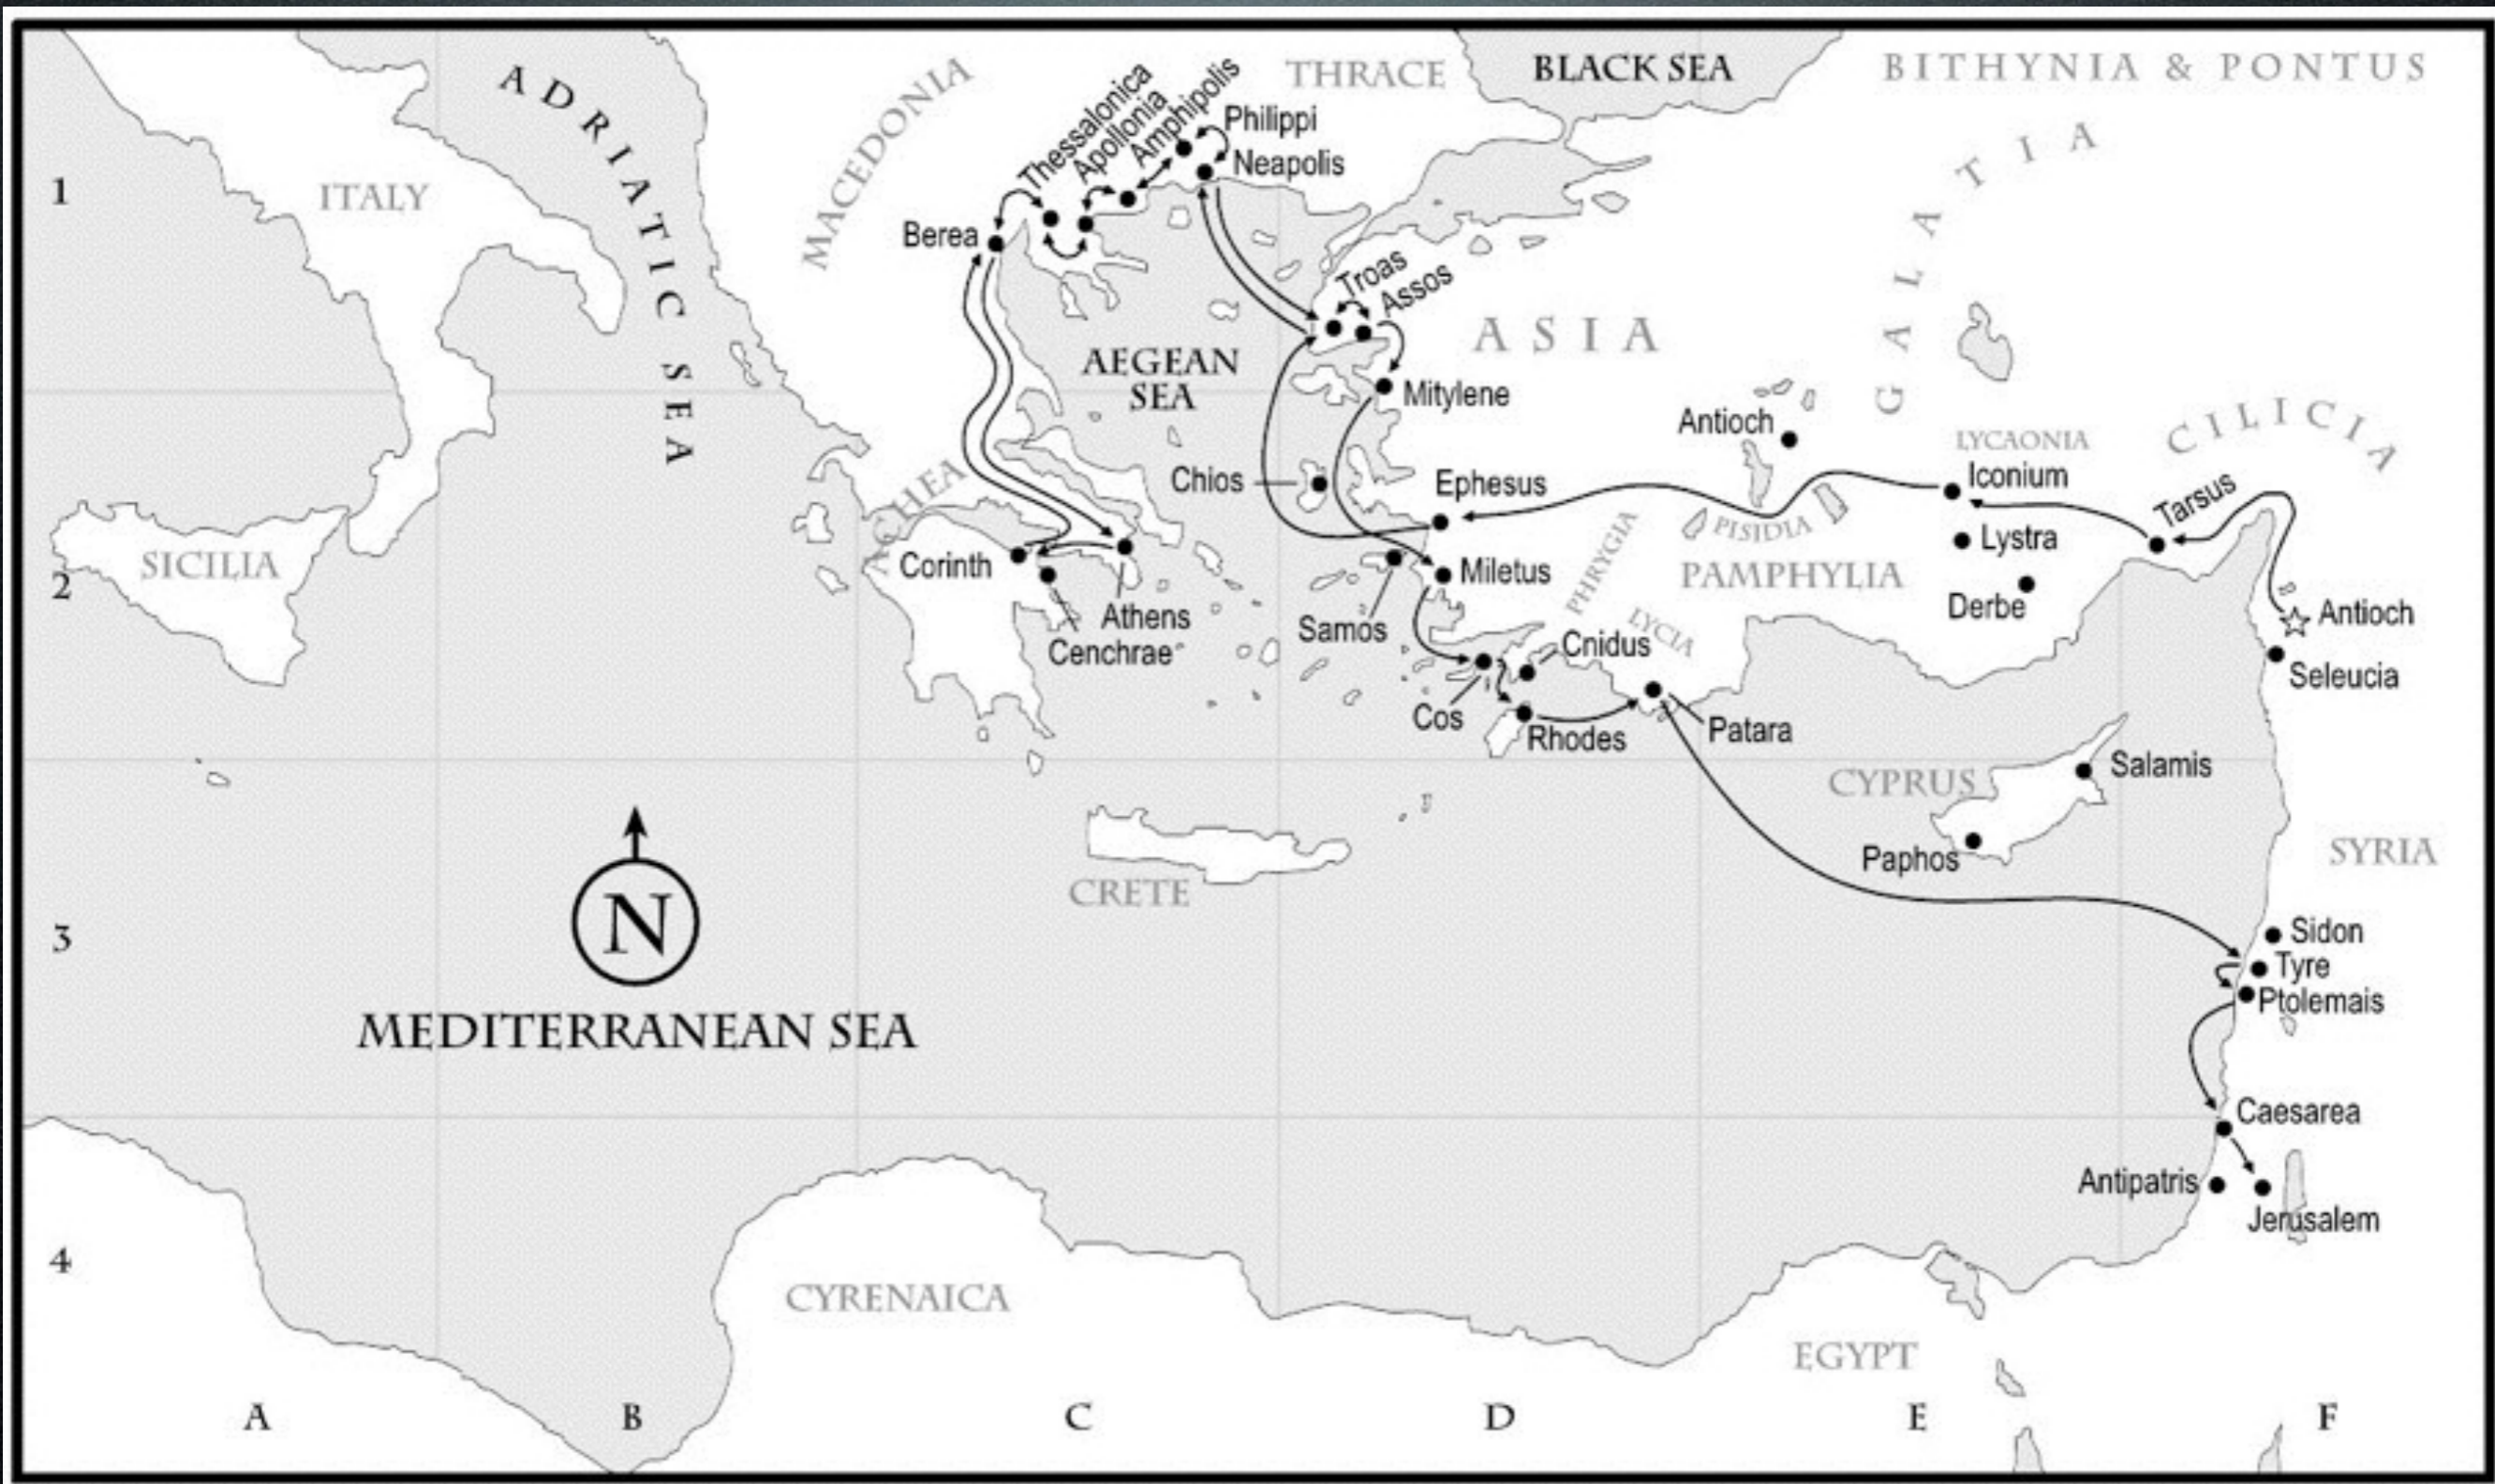 ADRIATIC SEA
MACEDONIA
THRACE
BLACK SEA
BITHYNIA & PONTUS
Thessalonica
Apollonia
Amphipolis
Philippi
Neapolis
GALATIA
1
ITALY
Berea
Troas
Assos
ASIA
AEGEAN
SEA
Mitylene
Antioch
CILICIA
LYCAONIA
Iconium
Chios
Ephesus
Tarsus
ACHEA
PISIDIA
Lystra
SICILIA
Corinth
Miletus
PHRYGIA
PAMPHYLIA
2
Derbe
Athens
Samos
LYCIA
Antioch
Cenchrae
Cnidus
Seleucia
Cos
Rhodes
Patara
Salamis
CYPRUS
Paphos
SYRIA
CRETE
N
3
Sidon
Tyre
Ptolemais
MEDITERRANEAN SEA
Caesarea
Antipatris
Jerusalem
4
CYRENAICA
EGYPT
A
B
C
D
E
F